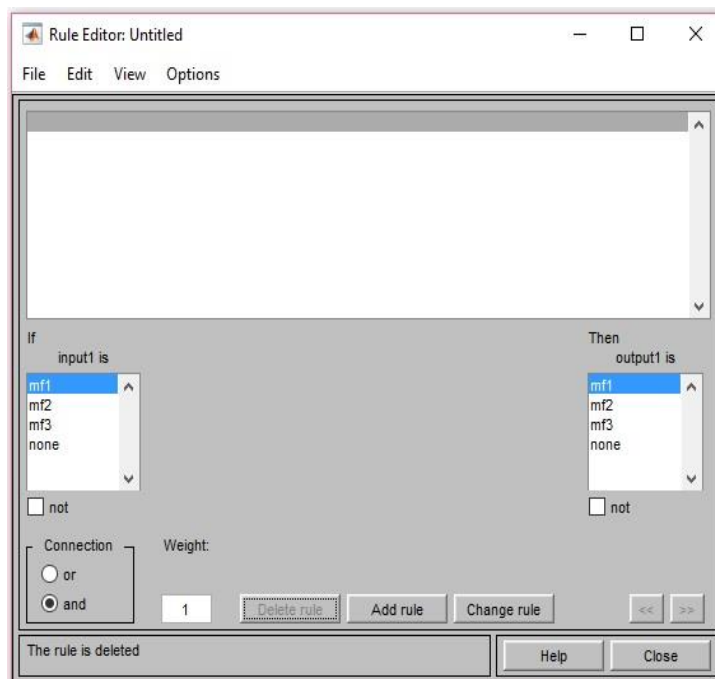 Rule Editor: Untitled
File Edit View Options
If
input1 is
mf1
mf2
mf3
none
not
Then
output1 is
mf1
mf2
mf3
none
not
Connection
or
and
Weight:
1
Delete rule
Add rule
Change rule
<<
>>
The rule is deleted
Help
Close